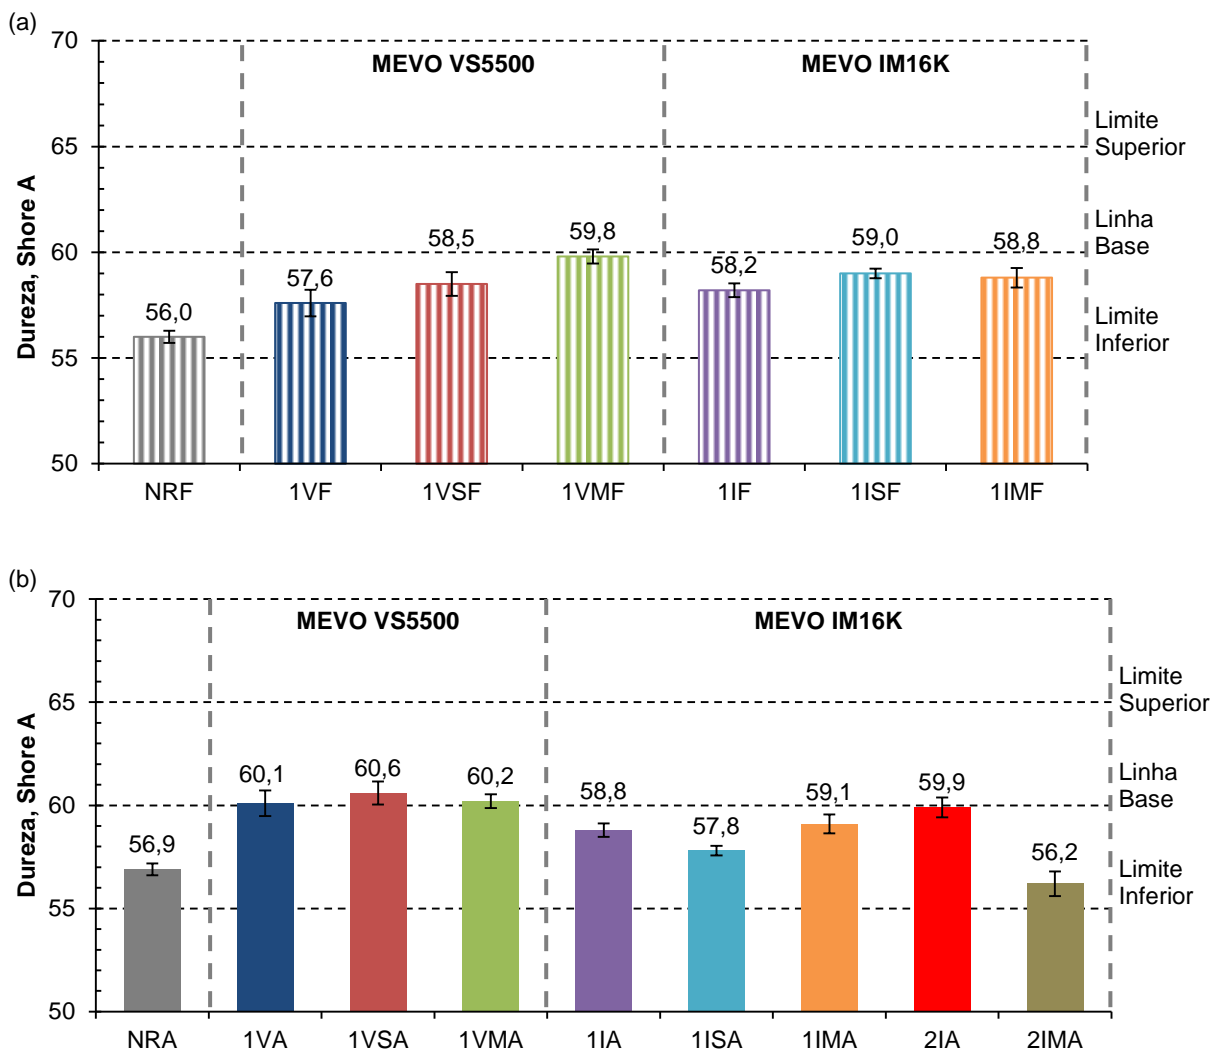 (a)
70
MEVO VS5500
MEVO IM16K
Limite
Superior
65
Dureza, Shore A
59,8
59,0
58,8
58,5
58,2
57,6
56,0
Linha
Base
60
Limite
Inferior
55
50
NRF
1VF
1VSF
1VMF
1IF
1ISF
1IMF
(b)
70
MEVO VS5500
MEVO IM16K
Limite
Superior
65
Dureza, Shore A
60,1
60,6
60,2
58,8
57,8
59,1
59,9
56,2
56,9
Linha
Base
60
Limite
Inferior
55
50
NRA
1VA
1VSA
1VMA
1IA
1ISA
1IMA
2IA
2IMA